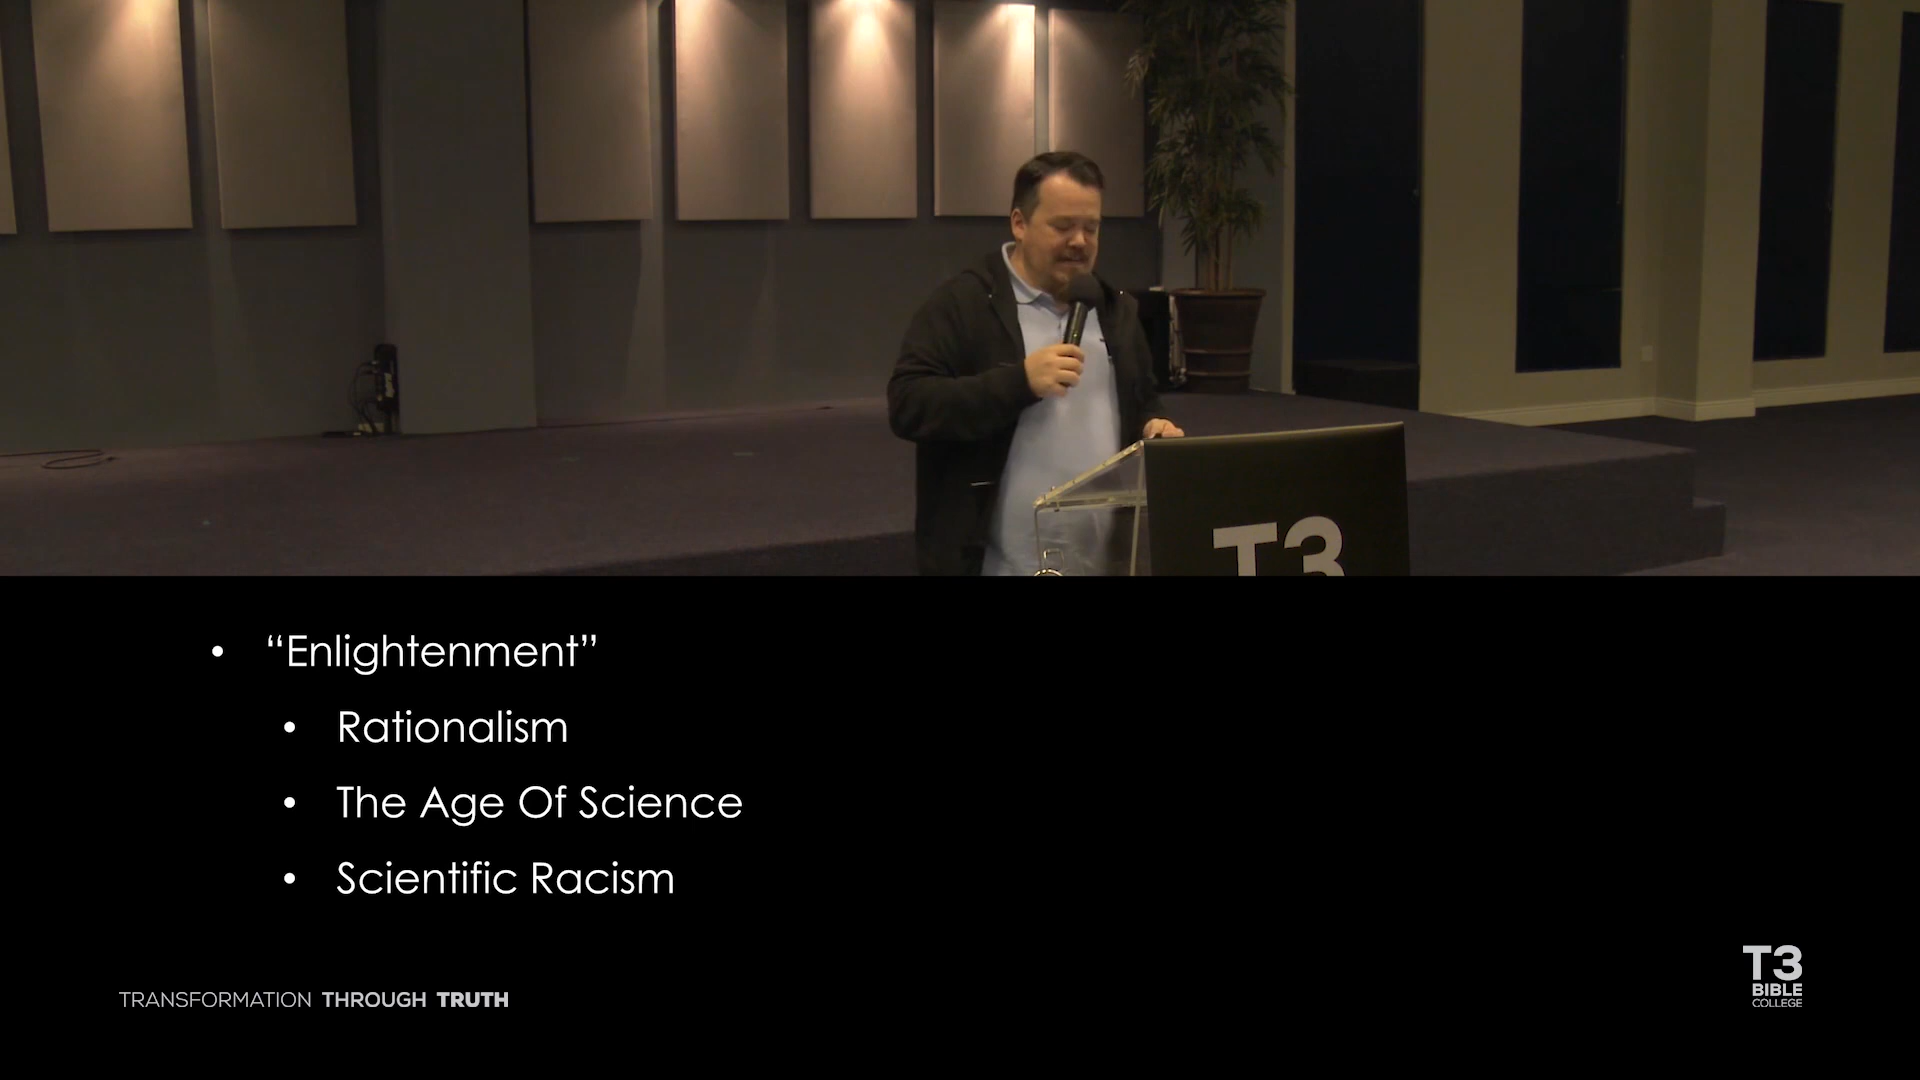 T3
• “Enlightenment”
• Rationalism
• The Age Of Science
• Scientific Racism
TRANSFORMATION THROUGH TRUTH
T3
BIBLE
COLLEGE